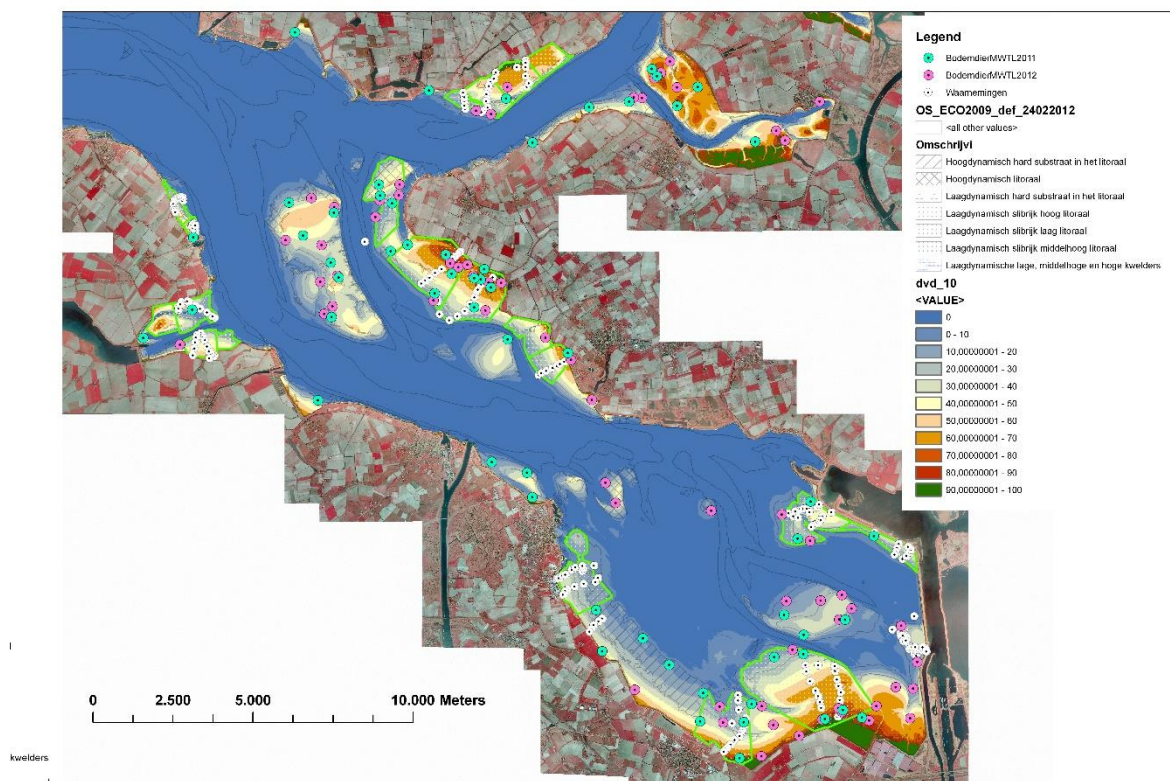 Legend
BodemdierMWTL2011
BodemdierMWTL2012
Waarnemingen
OS_ECO2009_def_24022012
<all other values>
Omschrijvi
Hoogdynamisch hard substraat in het litoraal
Hoogdynamisch litoraal
Laagdynamisch hard substraat in het litoraal
Laagdynamisch slibrijk hoog litoraal
Laagdynamisch slibrijk laag litoraal
Laagdynamisch slibrijk middelhoog litoraal
Laagdynamische lage, middelhoge en hoge kwelders
dvd_10
<VALUE>
0
0 - 10
10,00000001 - 20
20,00000001 - 30
30,00000001 - 40
40,00000001 - 50
50,00000001 - 60
60,00000001 - 70
70,00000001 - 80
80,00000001 - 90
90,00000001 - 100
0 2.500 5.000 10.000 Meters
kwelders